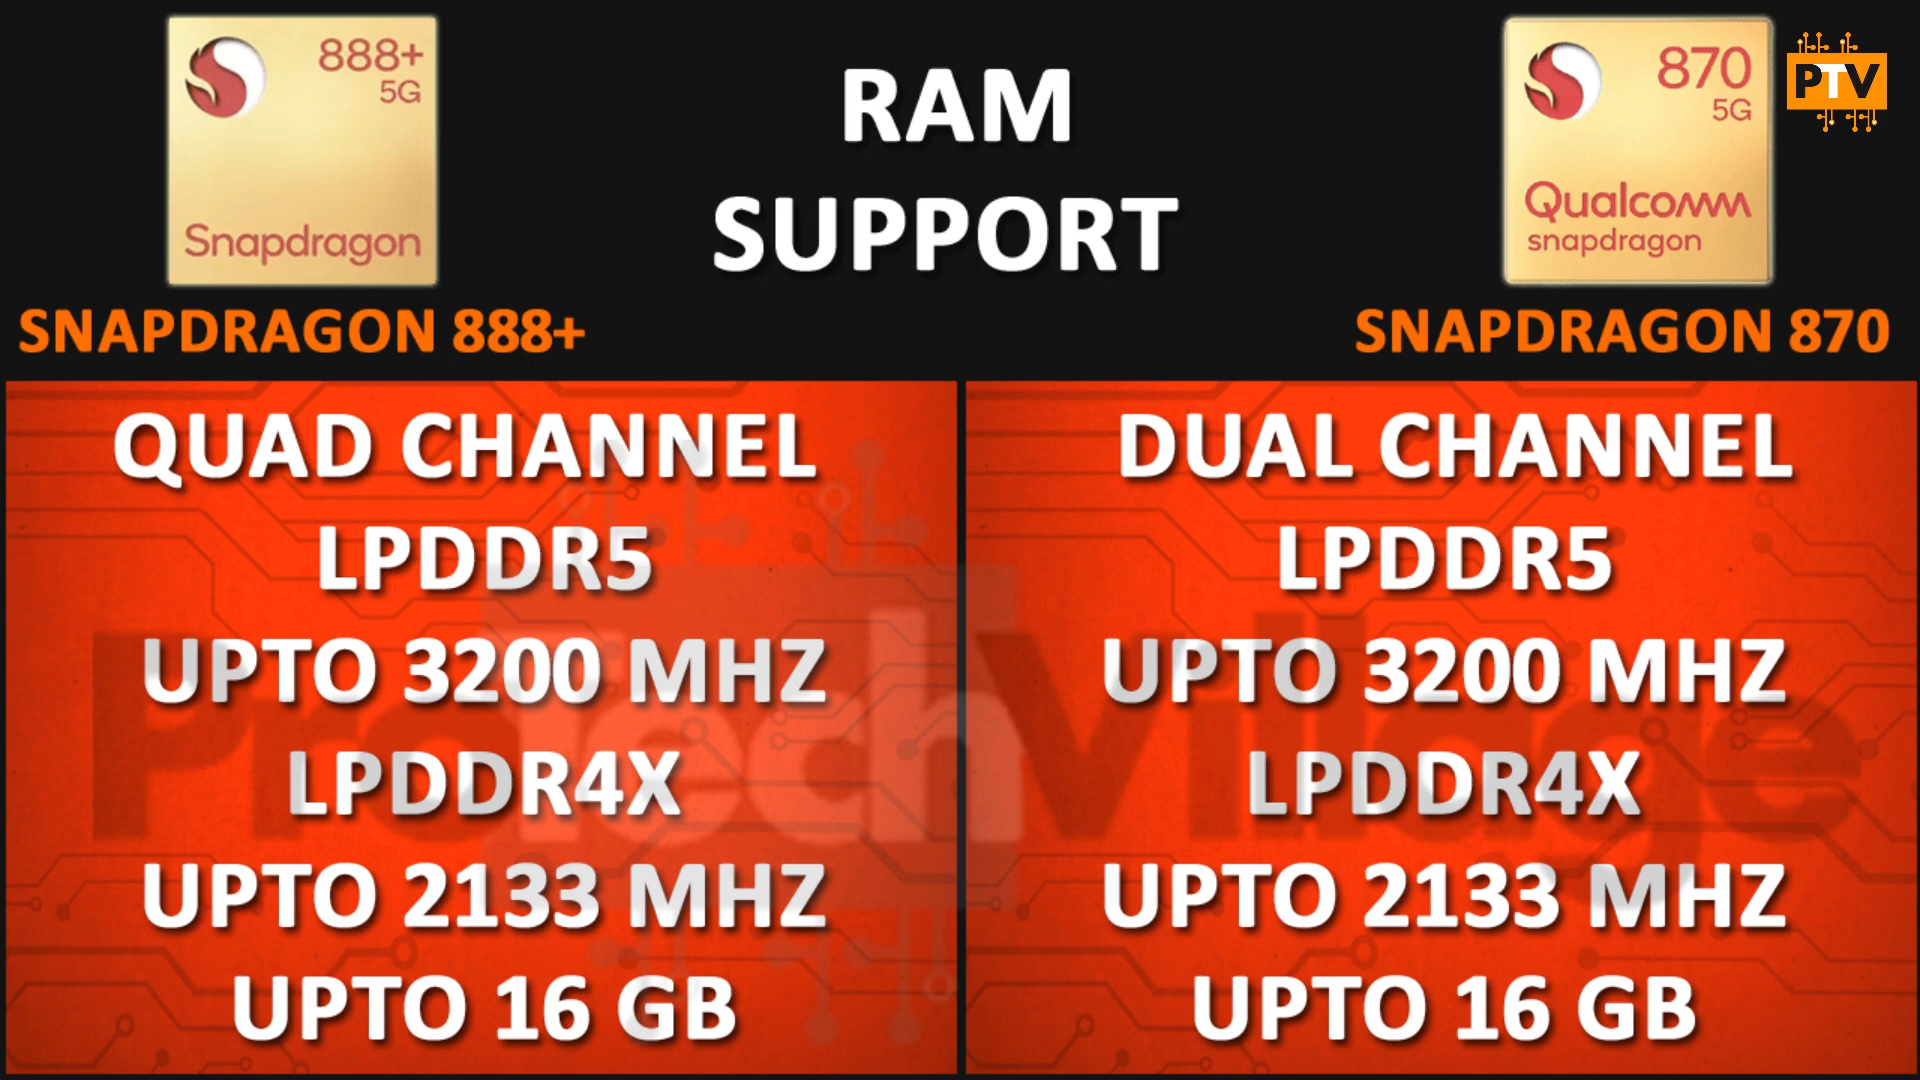 888+
5G
Snapdragon
RAM
SUPPORT
870
5G
Qualcomm
snapdragon
PTV
SNAPDRAGON 888+
SNAPDRAGON 870
QUAD CHANNEL
LPDDR5
UPTO 3200 MHZ
LPDDR4X
UPTO 2133 MHZ
UPTO 16 GB
DUAL CHANNEL
LPDDR5
UPTO 3200 MHZ
LPDDR4X
UPTO 2133 MHZ
UPTO 16 GB
ProTechVillage